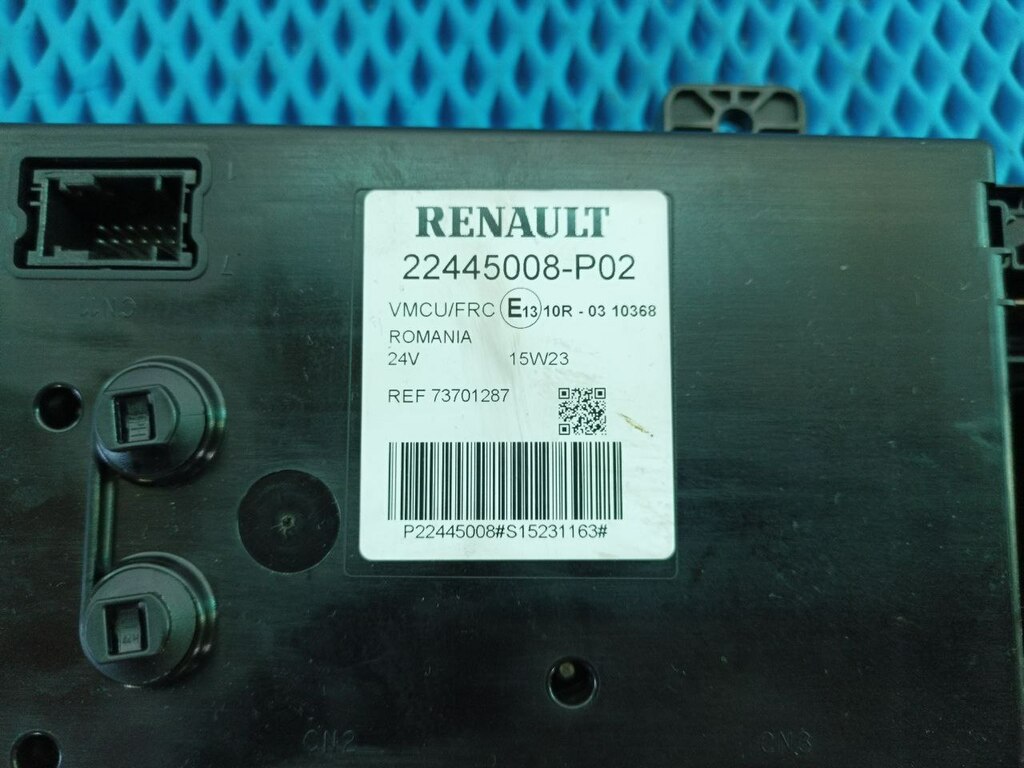 RENAULT
22445008-P02
VMCU/FRC E13 10R - 03 10368
ROMANIA
24V 15W23
REF 73701287
P22445008#S15231163#
CN2 CN3